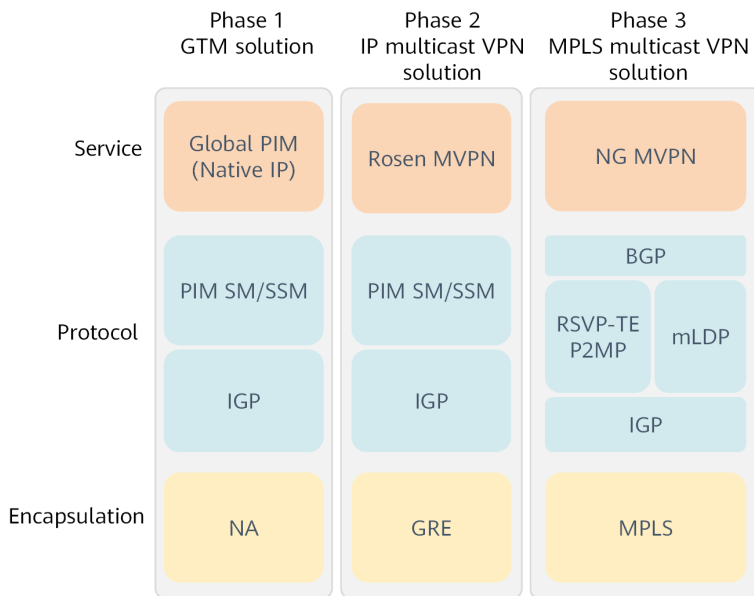 Phase 1
GTM solution
Phase 2
IP multicast VPN
solution
Phase 3
MPLS multicast VPN
solution
Service
Global PIM
(Native IP)
Rosen MVPN
NG MVPN
Protocol
PIM SM/SSM
IGP
PIM SM/SSM
IGP
BGP
RSVP-TE
P2MP
mLDP
IGP
Encapsulation
NA
GRE
MPLS